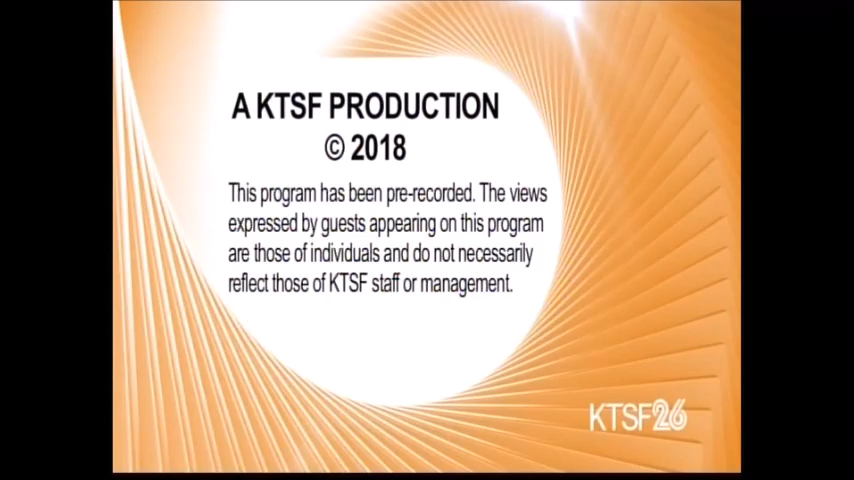 A KTSF PRODUCTION
© 2018
This program has been pre-recorded. The views
expressed by guests appearing on this program
are those of individuals and do not necessarily
reflect those of KTSF staff or management.
KTSF26